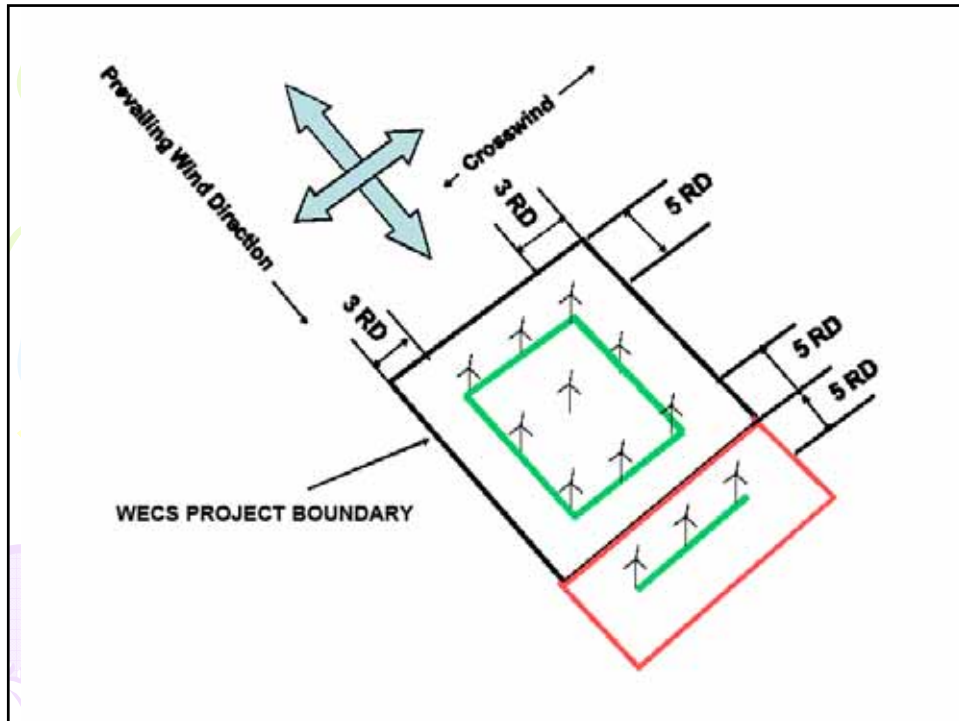 Prevailing Wind Direction
Crosswind
3 RD
5 RD
3 RD
5 RD
5 RD
WECS PROJECT BOUNDARY